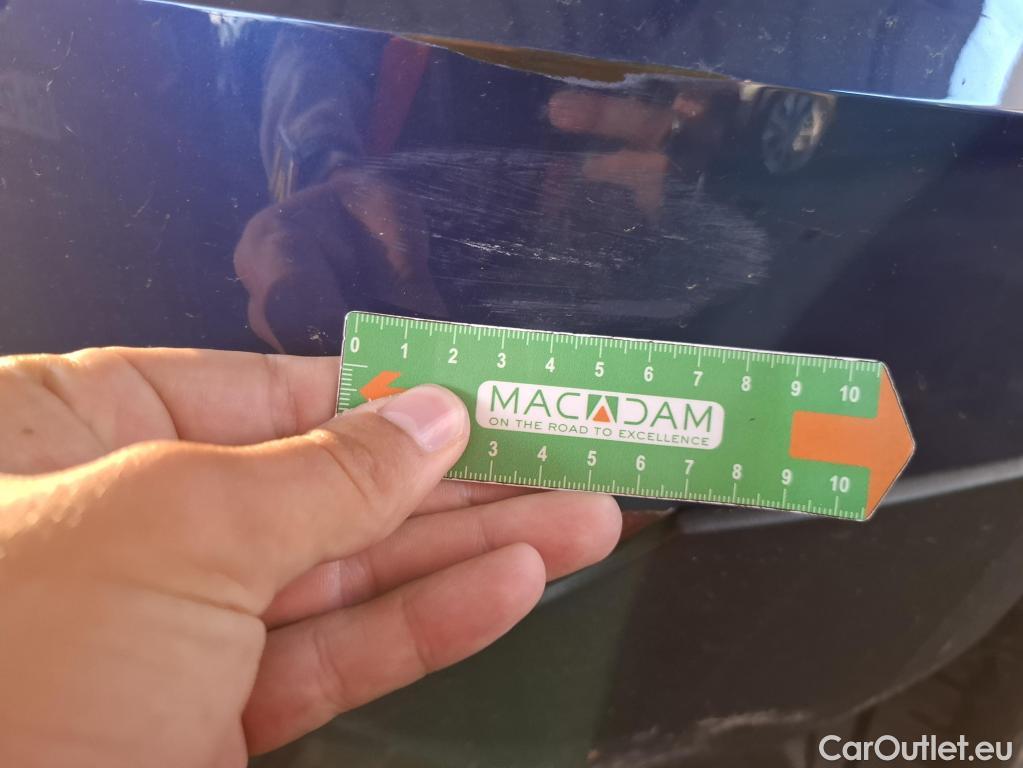 0 1 2 3 4 5 6 7 8 9 10
MACADAM
ON THE ROAD TO EXCELLENCE
3 4 5 6 7 8 9 10
CarOutlet.eu